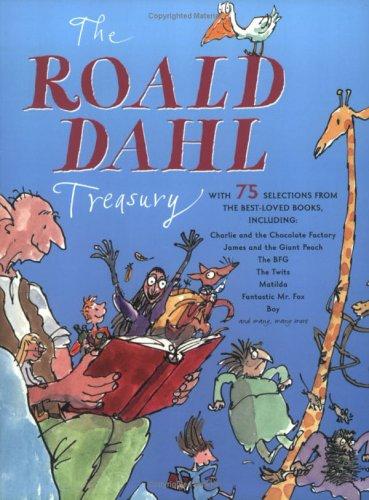 The
ROALD
DAHL
Treasury
WITH 75 SELECTIONS FROM
THE BEST-LOVED BOOKS,
INCLUDING:
Charlie and the Chocolate Factory
James and the Giant Peach
The BFG
The Twits
Matilda
Fantastic Mr. Fox
Boy
and many, many more